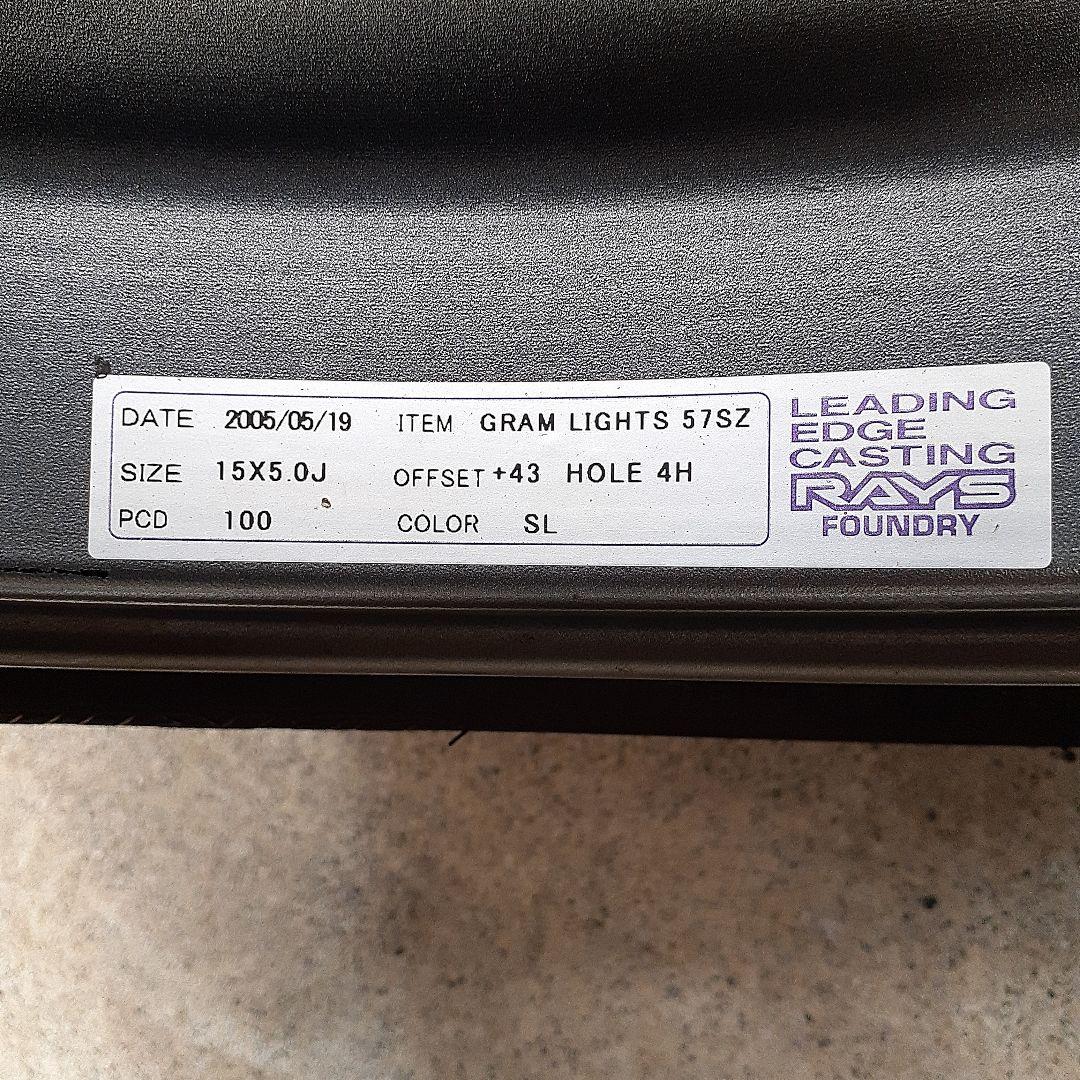 DATE 2005/05/19 ITEM GRAM LIGHTS 57SZ
SIZE 15X5.0J OFFSET +43 HOLE 4H
PCD 100 COLOR SL
LEADING
EDGE
CASTING
RAYS
FOUNDRY